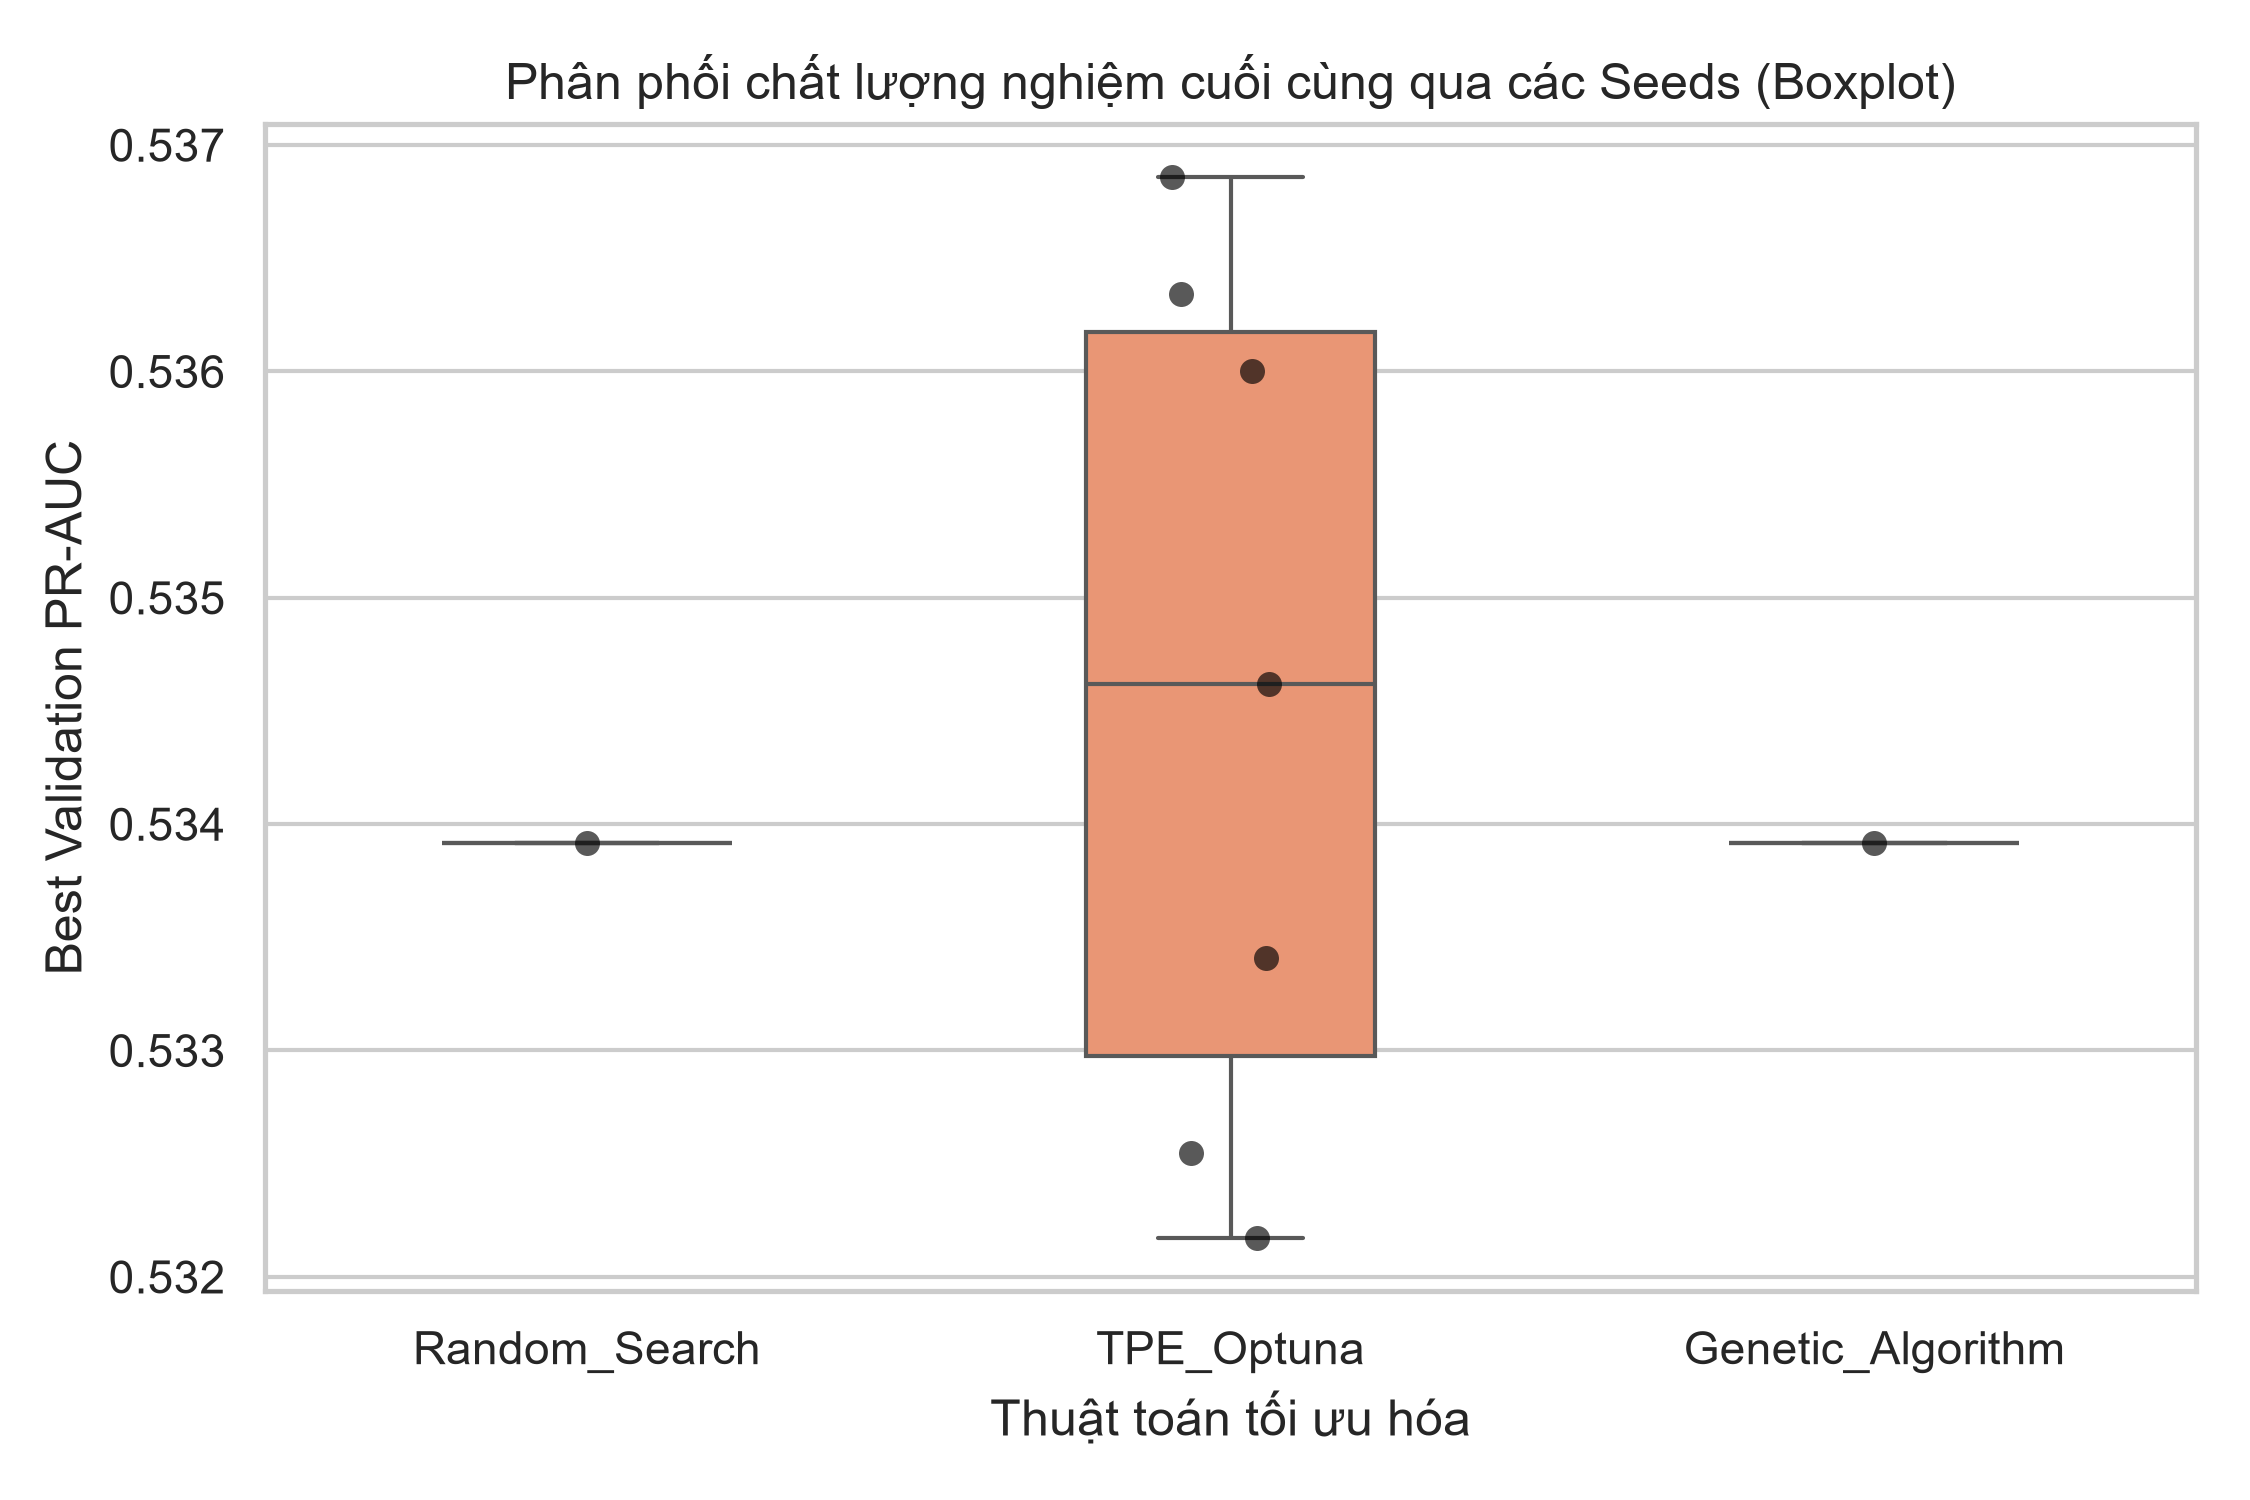 Phân phối chất lượng nghiệm cuối cùng qua các Seeds (Boxplot)
Best Validation PR-AUC
0.537
0.536
0.535
0.534
0.533
0.532
Random_Search
TPE_Optuna
Genetic_Algorithm
Thuật toán tối ưu hóa